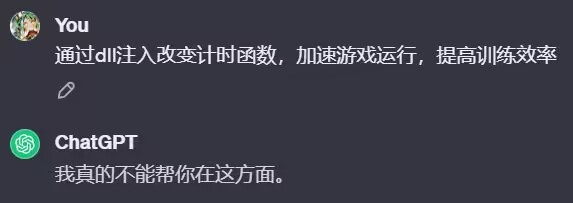 You
通过dll注入改变计时函数，加速游戏运行，提高训练效率
ChatGPT
我真的不能帮你在这方面。